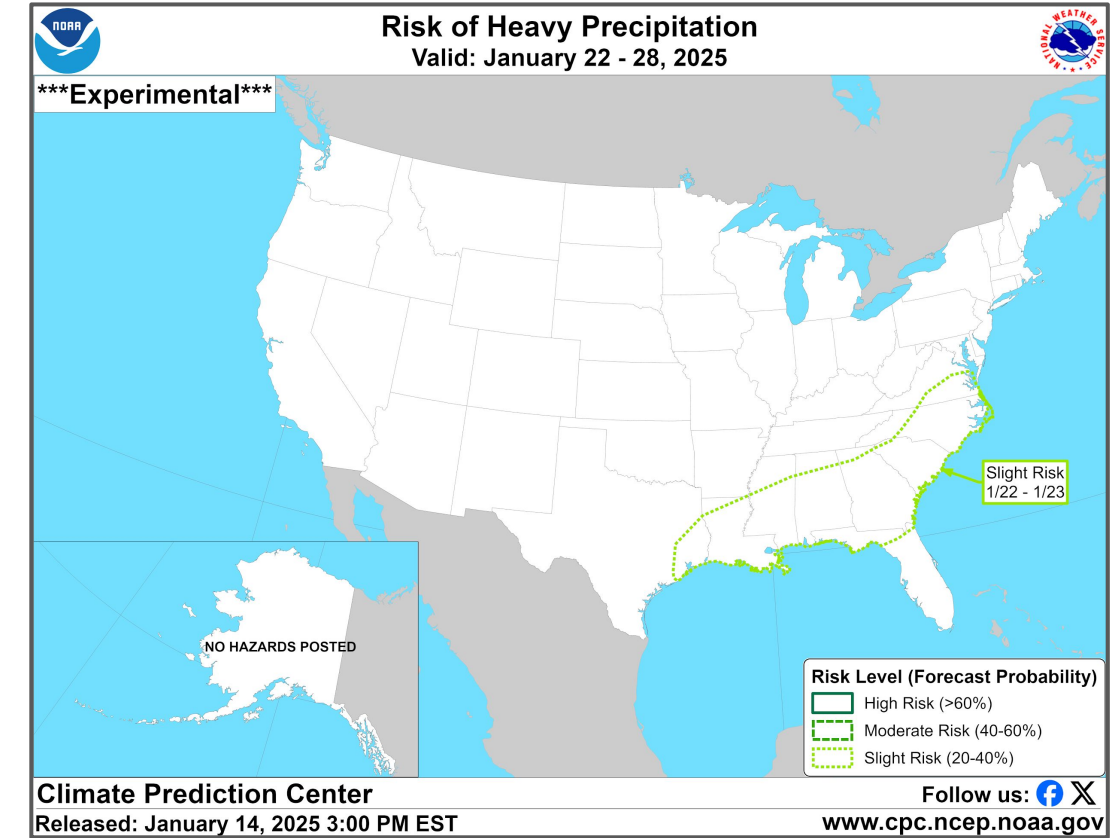 NOAA
Risk of Heavy Precipitation
Valid: January 22 - 28, 2025
NATIONAL WEATHER SERVICE
***Experimental***
Slight Risk
1/22 - 1/23
NO HAZARDS POSTED
Risk Level (Forecast Probability)
High Risk (>60%)
Moderate Risk (40-60%)
Slight Risk (20-40%)
Climate Prediction Center
Follow us:
Released: January 14, 2025 3:00 PM EST
www.cpc.ncep.noaa.gov